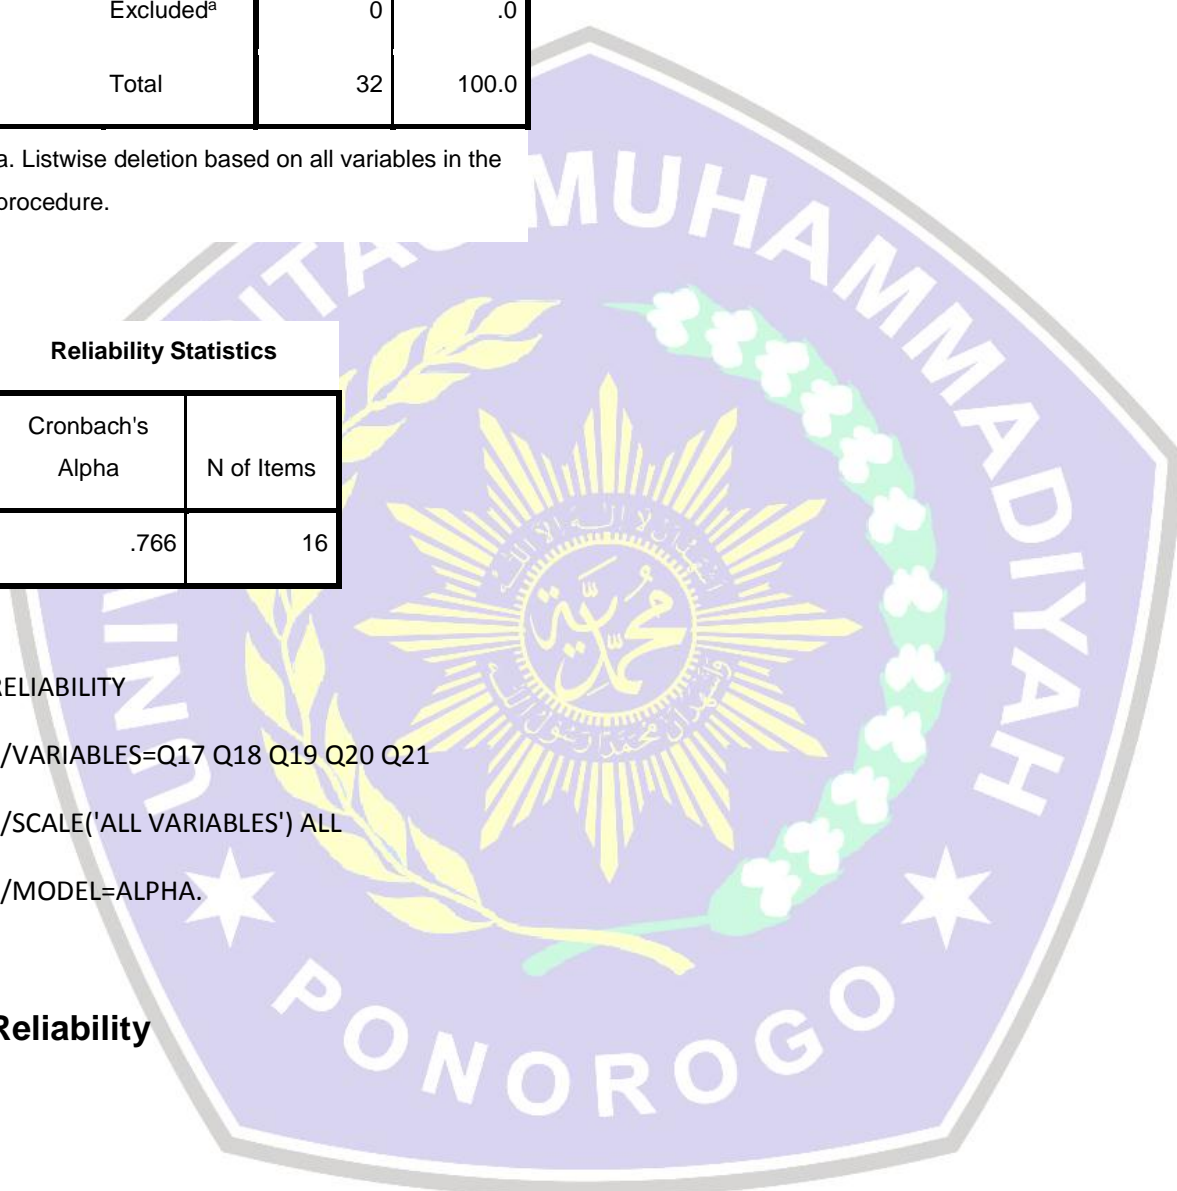 Excludedᵃ 0 .0
Total 32 100.0
a. Listwise deletion based on all variables in the
procedure.
MUHAMMADIYAH
Reliability Statistics
Cronbach's
Alpha N of Items
.766 16
محمدية
RELIABILITY
/VARIABLES=Q17 Q18 Q19 Q20 Q21
/SCALE('ALL VARIABLES') ALL
/MODEL=ALPHA.
Reliability
PONOROGO